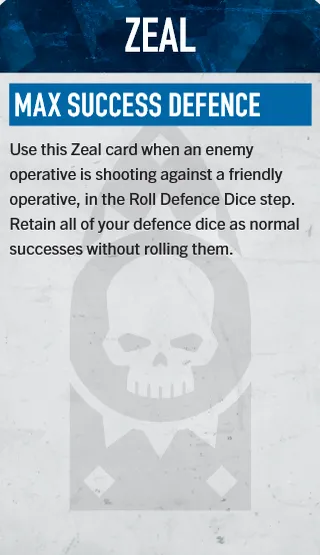 ZEAL
MAX SUCCESS DEFENCE
Use this Zeal card when an enemy
operative is shooting against a friendly
operative, in the Roll Defence Dice step.
Retain all of your defence dice as normal
successes without rolling them.